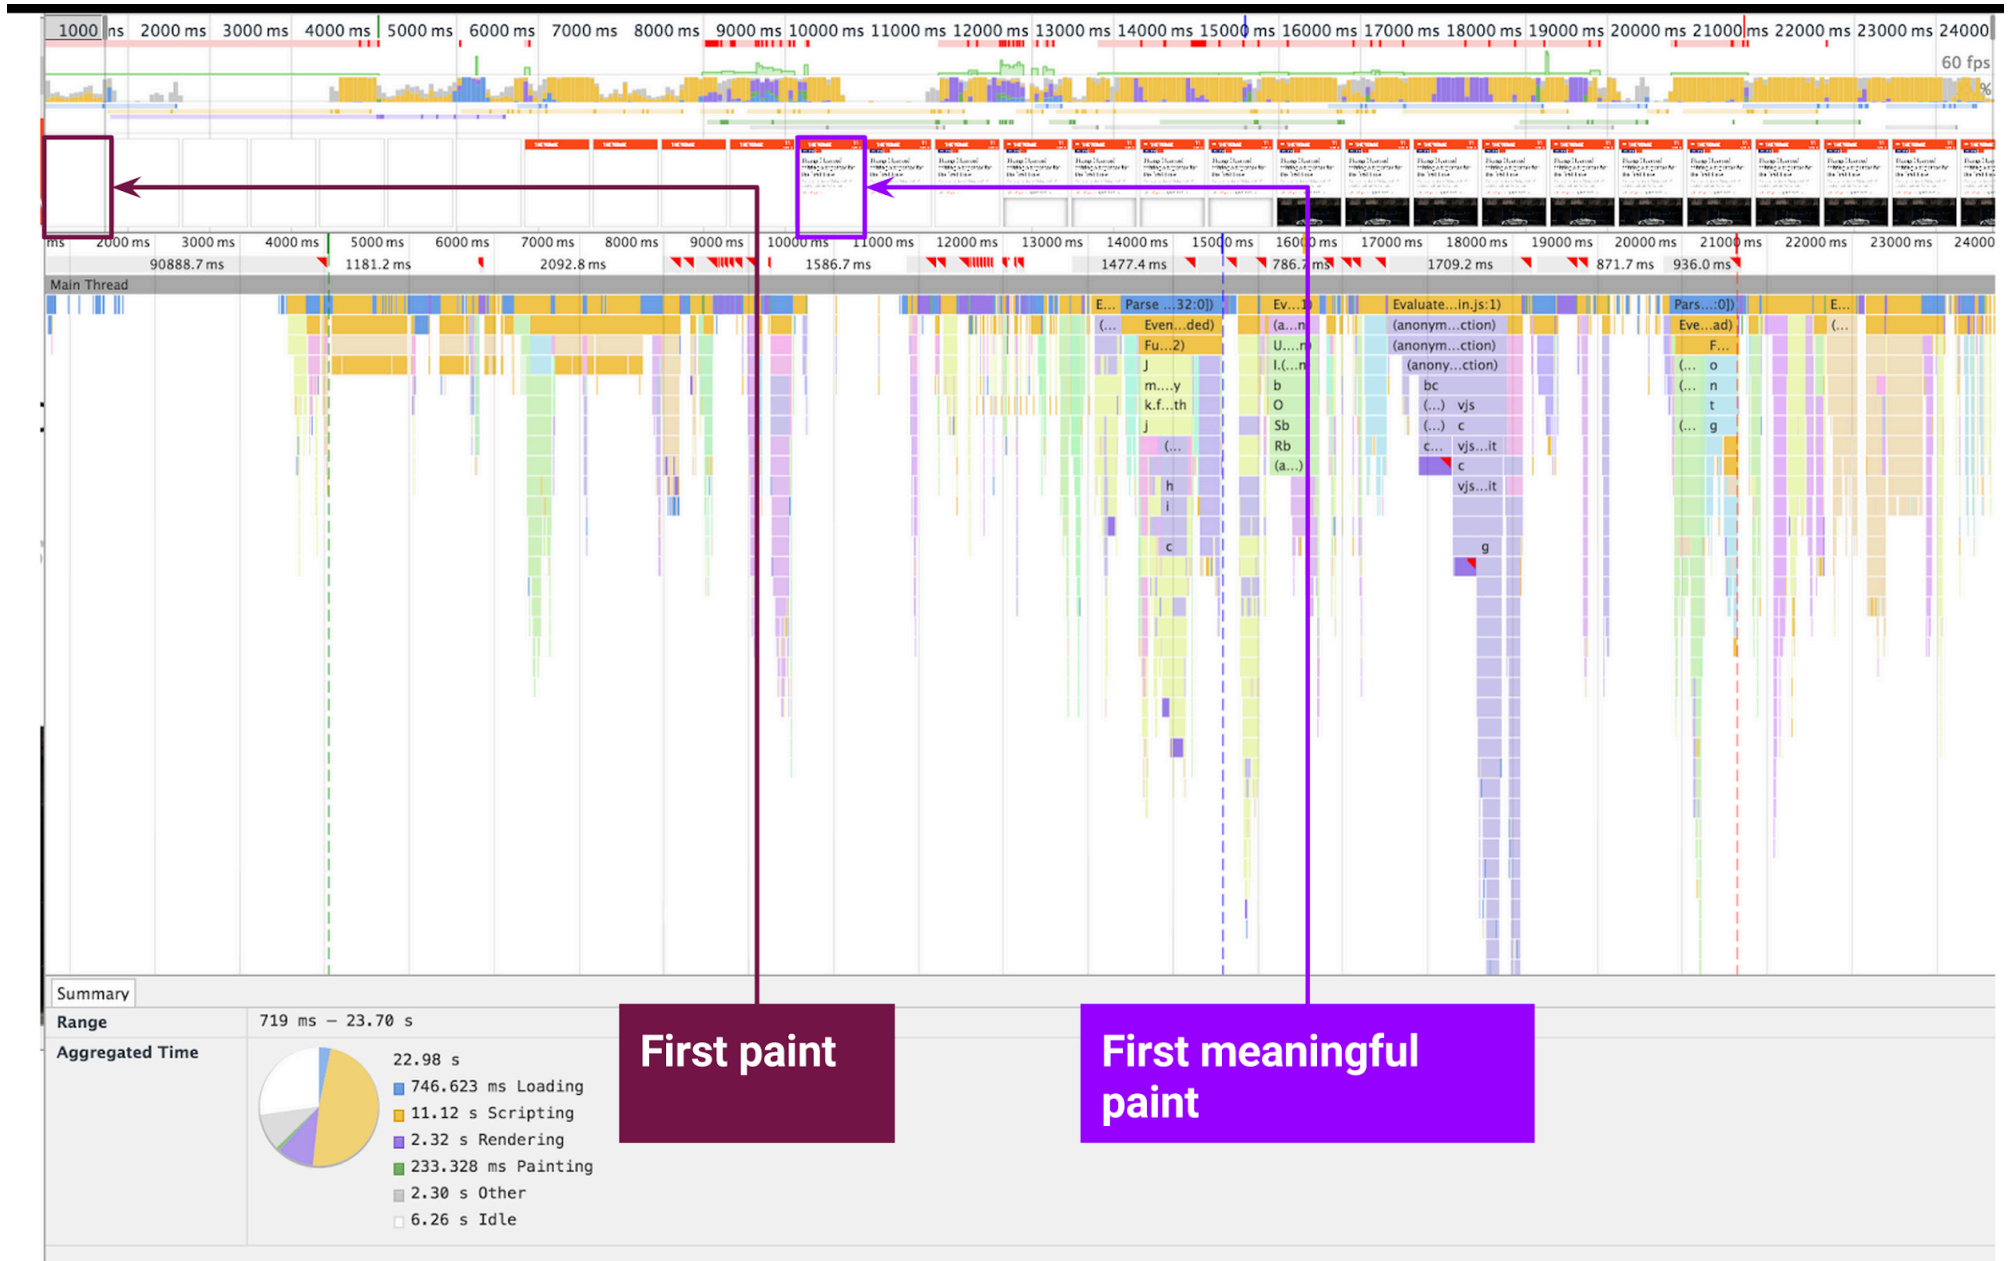 1000 ms 2000 ms 3000 ms 4000 ms 5000 ms 6000 ms 7000 ms 8000 ms 9000 ms 10000 ms 11000 ms 12000 ms 13000 ms 14000 ms 15000 ms 16000 ms 17000 ms 18000 ms 19000 ms 20000 ms 21000 ms 22000 ms 23000 ms 24000
60 fps
%
THE VERGE THE VERGE THE VERGE THE VERGE
ms 2000 ms 3000 ms 4000 ms 5000 ms 6000 ms 7000 ms 8000 ms 9000 ms 10000 ms 11000 ms 12000 ms 13000 ms 14000 ms 15000 ms 16000 ms 17000 ms 18000 ms 19000 ms 20000 ms 21000 ms 22000 ms 23000 ms 24000
90888.7 ms 1181.2 ms 2092.8 ms 1586.7 ms 1477.4 ms 786.7 ms 1709.2 ms 871.7 ms 936.0 ms
Main Thread
E... Parse ...32:0]) Ev...1) Evaluate...in.js:1) Pars...:0]) E...
(... Even...ded) (a...n (anonym...ction) Eve...ad) (...
Fu...2) U....n) (anonym...ction) F...
J I.(...n (anony...ction) (... o
m....y b bc n
k.f...th O (...) vjs t
j Sb (...) c (... g
(... Rb c... vjs...it
(a...) c
h vjs...it
i
c g
Summary
Range 719 ms – 23.70 s
Aggregated Time
22.98 s
746.623 ms Loading
11.12 s Scripting
2.32 s Rendering
233.328 ms Painting
2.30 s Other
6.26 s Idle
First paint
First meaningful
paint